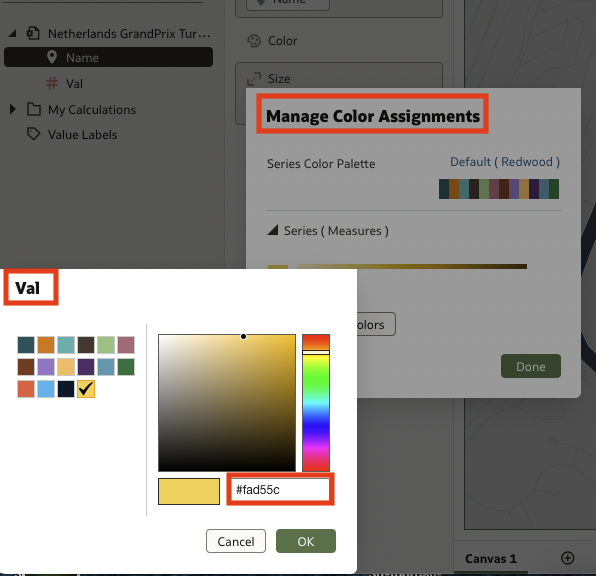 Name
Netherlands GrandPrix Tur...
Name
Color
Val
Size
My Calculations
Value Labels
Manage Color Assignments
Series Color Palette
Default ( Redwood )
Series ( Measures )
Val
olors
Done
#fad55c
Cancel
OK
Canvas 1